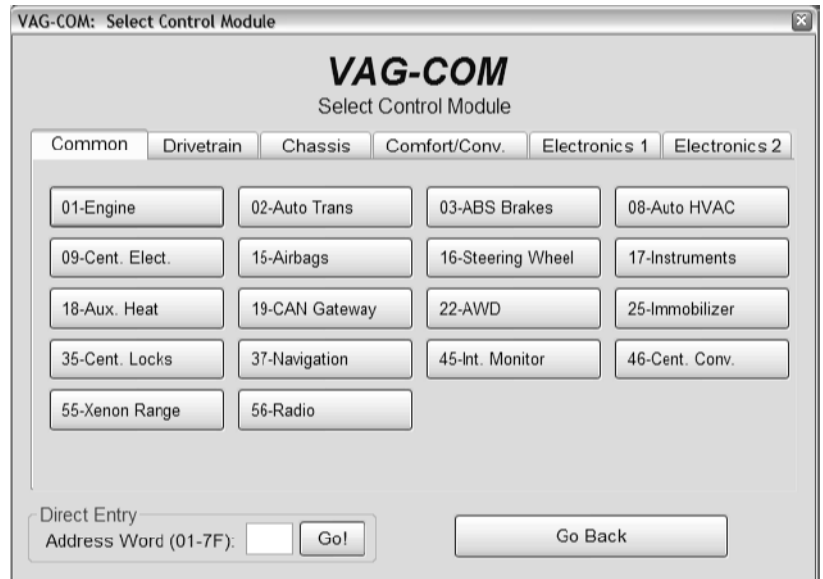 VAG-COM: Select Control Module
VAG-COM
Select Control Module
Common Drivetrain Chassis Comfort/Conv. Electronics 1 Electronics 2
01-Engine 02-Auto Trans 03-ABS Brakes 08-Auto HVAC
09-Cent. Elect. 15-Airbags 16-Steering Wheel 17-Instruments
18-Aux. Heat 19-CAN Gateway 22-AWD 25-Immobilizer
35-Cent. Locks 37-Navigation 45-Int. Monitor 46-Cent. Conv.
55-Xenon Range 56-Radio
Direct Entry
Address Word (01-7F): Go! Go Back